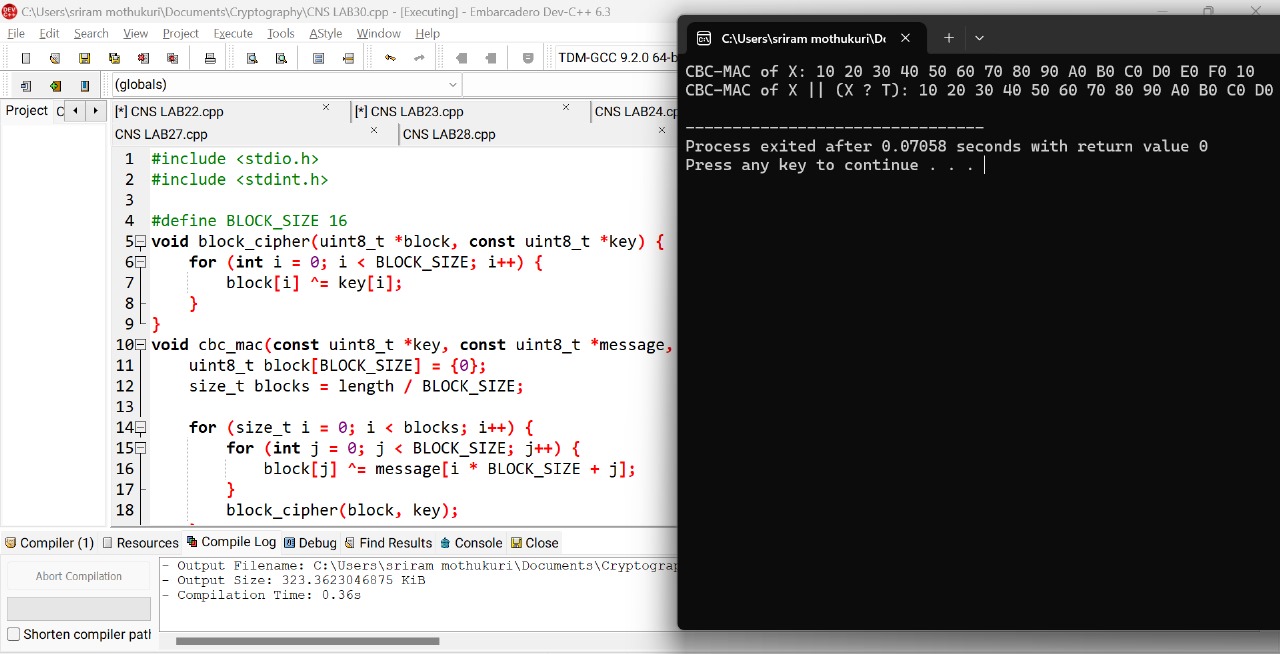 C:\Users\sriram mothukuri\Documents\Cryptography\CNS LAB30.cpp - [Executing] - Embarcadero Dev-C++ 6.3
File Edit Search View Project Execute Tools AStyle Window Help
TDM-GCC 9.2.0 64-b
(globals)
Project C
[*] CNS LAB22.cpp [*] CNS LAB23.cpp CNS LAB24.cp
CNS LAB27.cpp CNS LAB28.cpp
1 #include <stdio.h>
2 #include <stdint.h>
3
4 #define BLOCK_SIZE 16
5 void block_cipher(uint8_t *block, const uint8_t *key) {
6 for (int i = 0; i < BLOCK_SIZE; i++) {
7 block[i] ^= key[i];
8 }
9 }
10 void cbc_mac(const uint8_t *key, const uint8_t *message,
11 uint8_t block[BLOCK_SIZE] = {0};
12 size_t blocks = length / BLOCK_SIZE;
13
14 for (size_t i = 0; i < blocks; i++) {
15 for (int j = 0; j < BLOCK_SIZE; j++) {
16 block[j] ^= message[i * BLOCK_SIZE + j];
17 }
18 block_cipher(block, key);
Compiler (1) Resources Compile Log Debug Find Results Console Close
Abort Compilation
Shorten compiler path
- Output Filename: C:\Users\sriram mothukuri\Documents\Cryptograp
- Output Size: 323.3623046875 KiB
- Compilation Time: 0.36s
C:\Users\sriram mothukuri\Dc
CBC-MAC of X: 10 20 30 40 50 60 70 80 90 A0 B0 C0 D0 E0 F0 10
CBC-MAC of X || (X ? T): 10 20 30 40 50 60 70 80 90 A0 B0 C0 D0
--------------------------------
Process exited after 0.07058 seconds with return value 0
Press any key to continue . . .